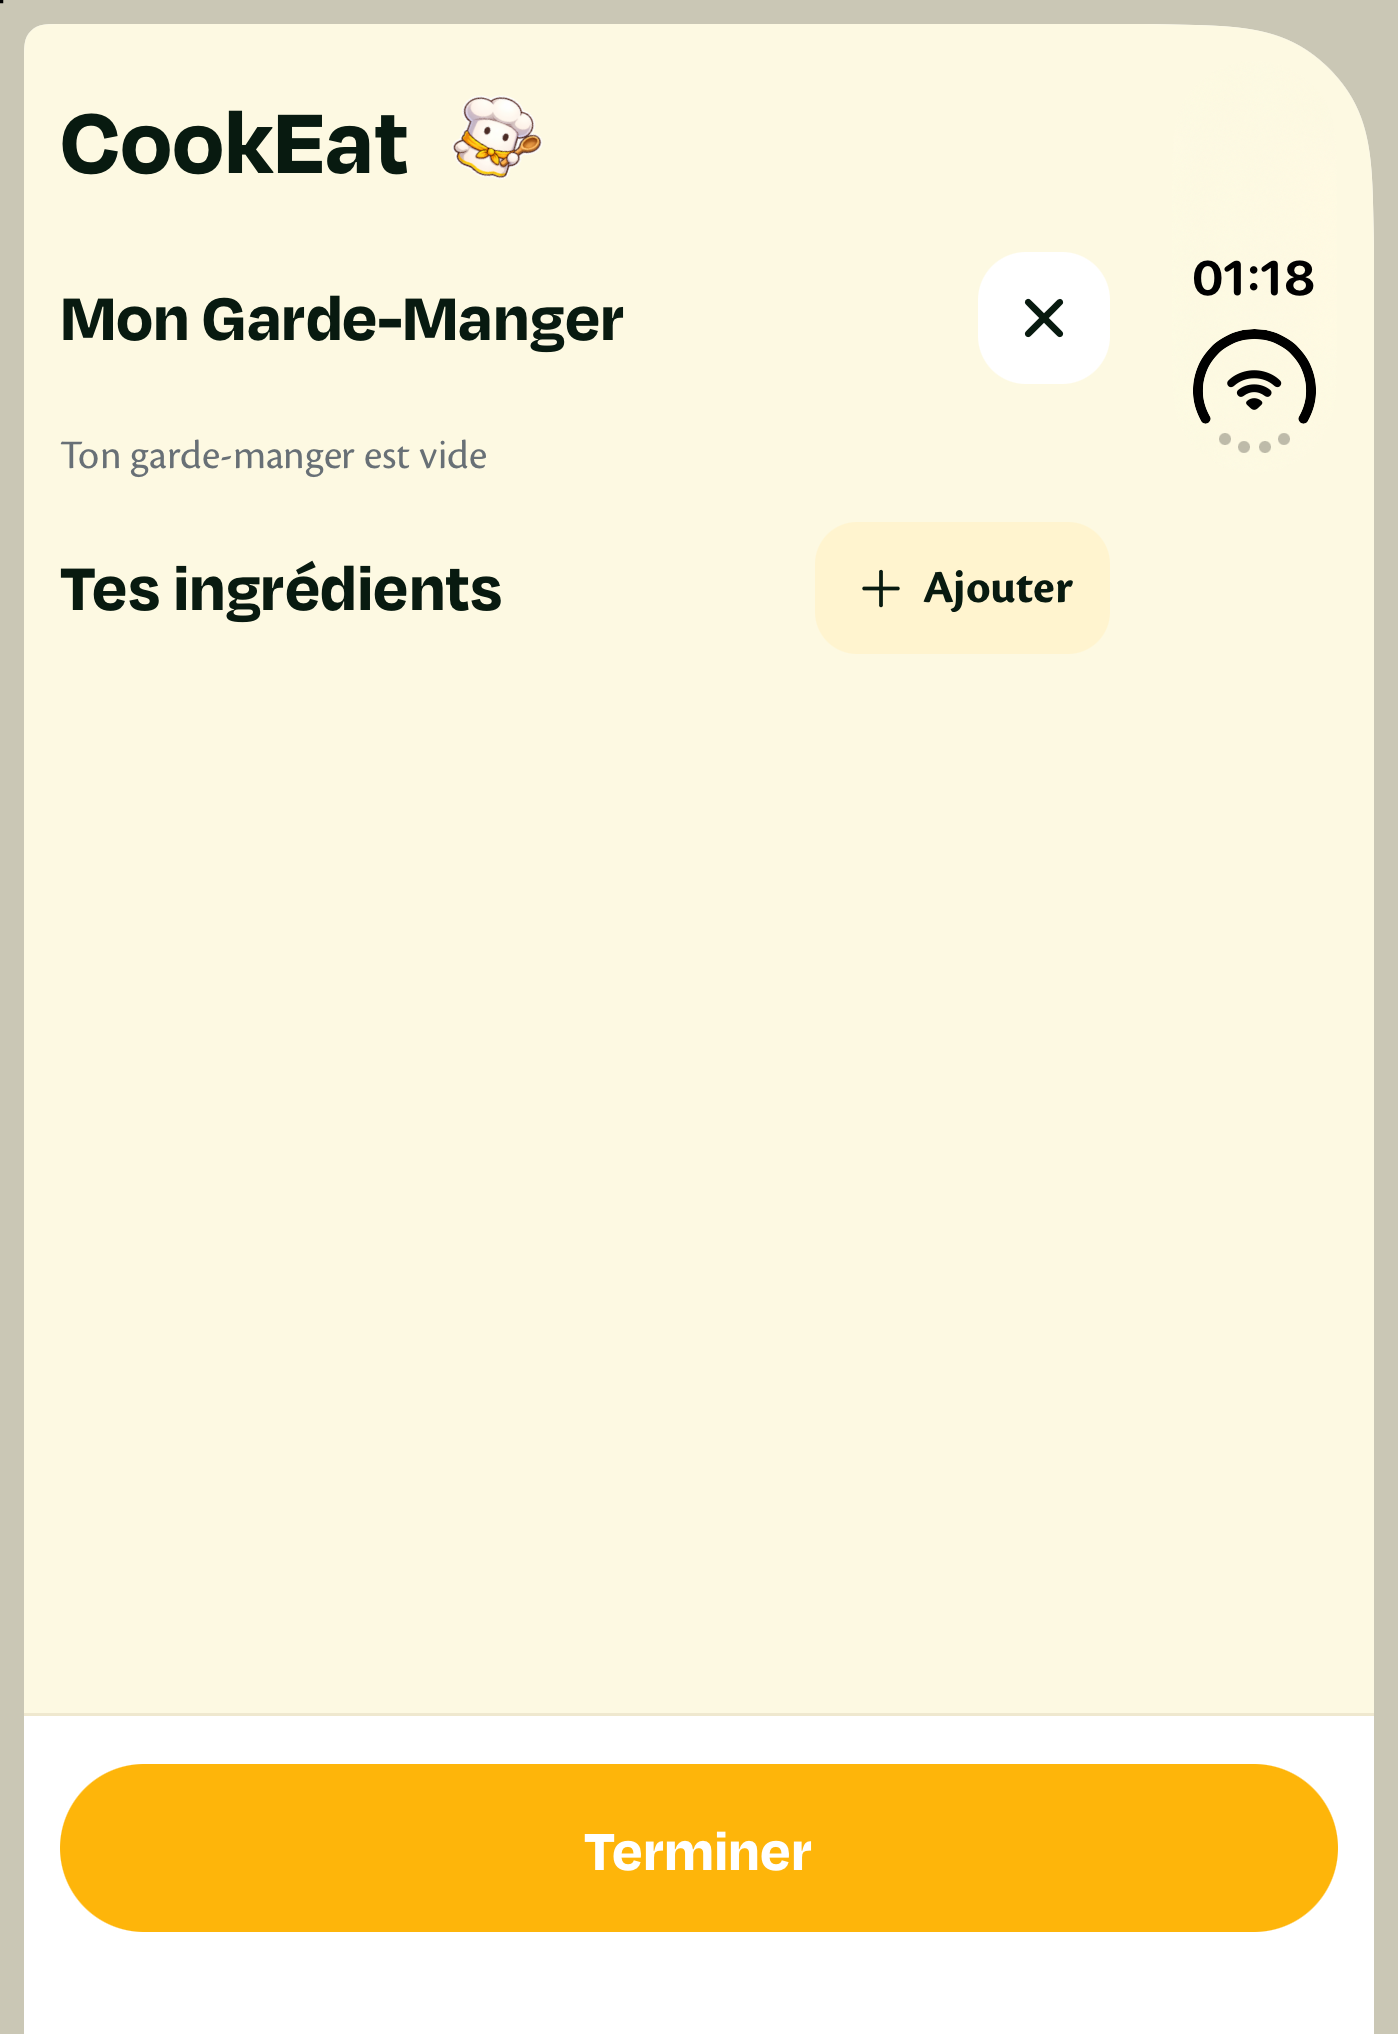 CookEat
01:18
Mon Garde-Manger
Ton garde-manger est vide
Tes ingrédients
Ajouter
Terminer